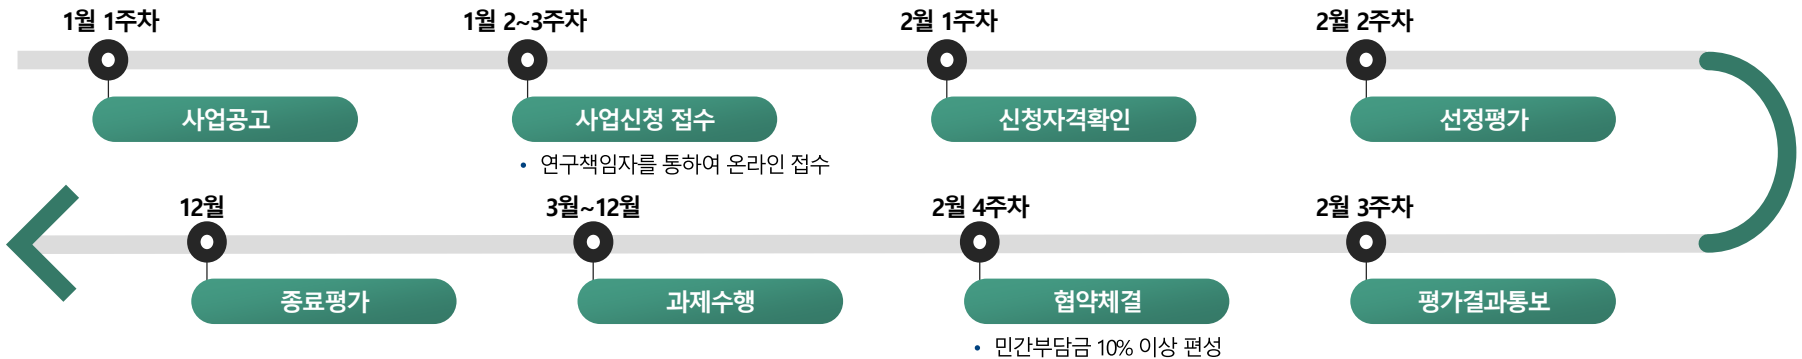 1월 1주차
사업공고
1월 2~3주차
사업신청 접수
• 연구책임자를 통하여 온라인 접수
2월 1주차
신청자격확인
2월 2주차
선정평가
2월 3주차
평가결과통보
2월 4주차
협약체결
• 민간부담금 10% 이상 편성
3월~12월
과제수행
12월
종료평가